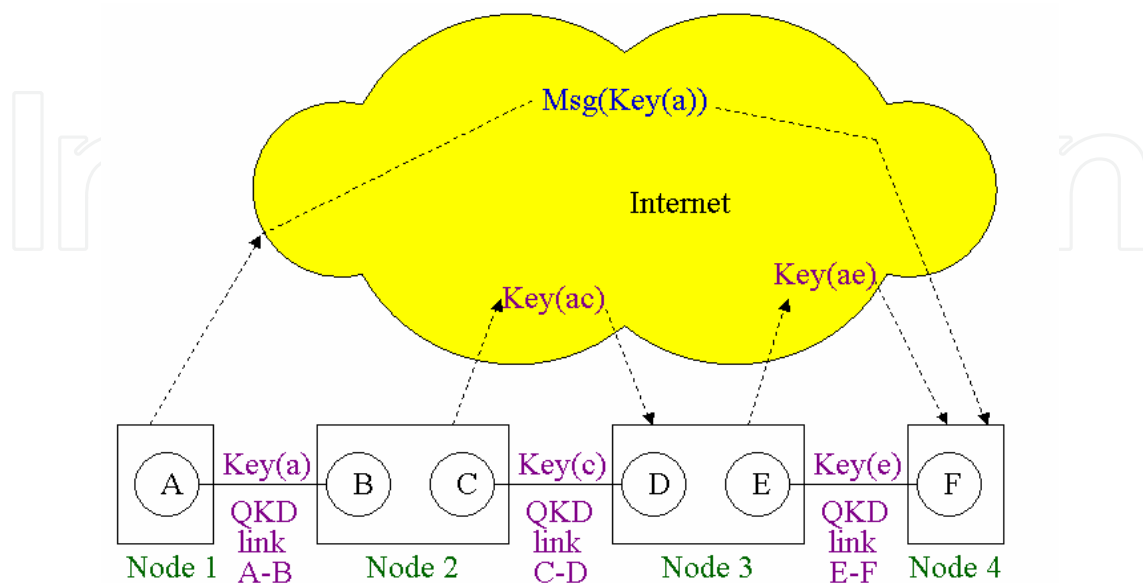 Msg(Key(a))
Internet
Key(ac)
Key(ae)
Key(a)
Key(c)
Key(e)
A
B
C
D
E
F
QKD
link
A-B
QKD
link
C-D
QKD
link
E-F
Node 1
Node 2
Node 3
Node 4